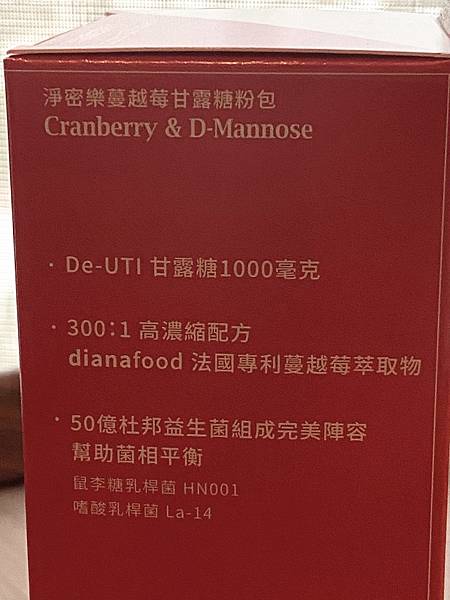 淨密樂蔓越莓甘露糖粉包
Cranberry & D-Mannose
· De-UTI 甘露糖1000毫克
· 300:1 高濃縮配方
dianafood 法國專利蔓越莓萃取物
· 50億杜邦益生菌組成完美陣容
幫助菌相平衡
鼠李糖乳桿菌 HN001
嗜酸乳桿菌 La-14